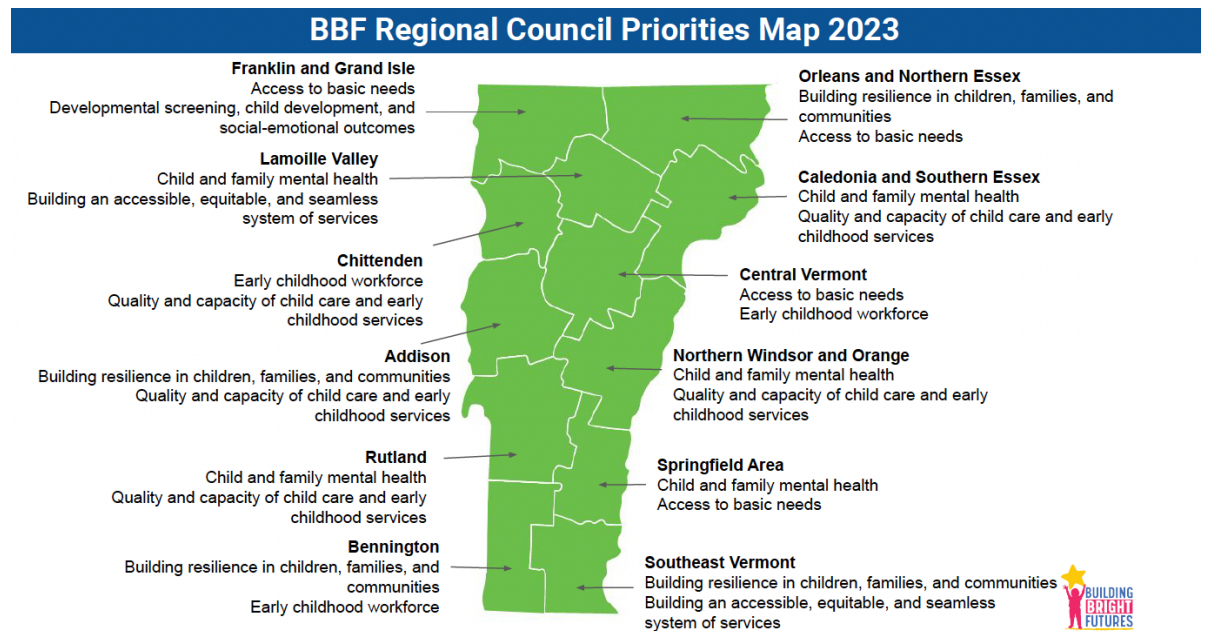 BBF Regional Council Priorities Map 2023
Franklin and Grand Isle
Access to basic needs
Developmental screening, child development, and
social-emotional outcomes
Lamoille Valley
Child and family mental health
Building an accessible, equitable, and seamless
system of services
Chittenden
Early childhood workforce
Quality and capacity of child care and early
childhood services
Addison
Building resilience in children, families, and communities
Quality and capacity of child care and early
childhood services
Rutland
Child and family mental health
Quality and capacity of child care and early
childhood services
Bennington
Building resilience in children, families, and
communities
Early childhood workforce
Orleans and Northern Essex
Building resilience in children, families, and
communities
Access to basic needs
Caledonia and Southern Essex
Child and family mental health
Quality and capacity of child care and early
childhood services
Central Vermont
Access to basic needs
Early childhood workforce
Northern Windsor and Orange
Child and family mental health
Quality and capacity of child care and early
childhood services
Springfield Area
Child and family mental health
Access to basic needs
Southeast Vermont
Building resilience in children, families, and communities
Building an accessible, equitable, and seamless
system of services
BUILDING
BRIGHT
FUTURES